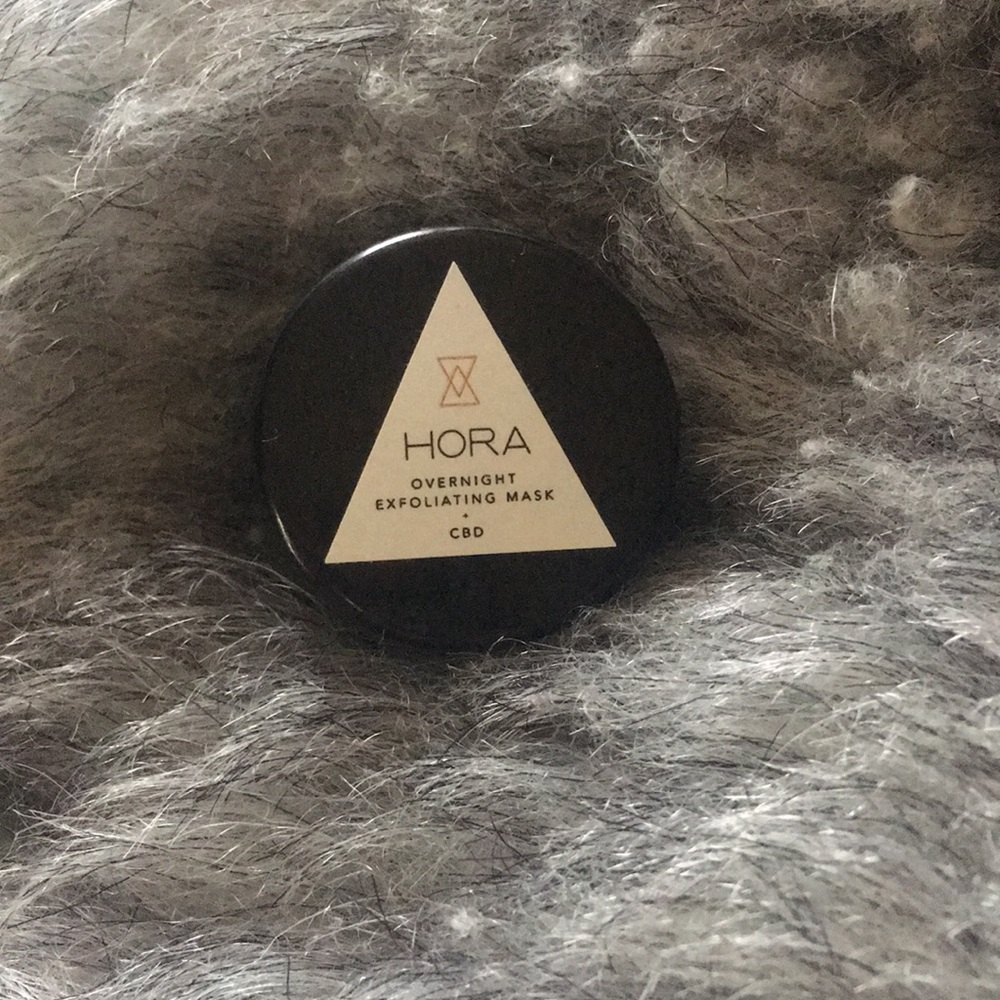 HORA
OVERNIGHT
EXFOLIATING MASK
+
CBD